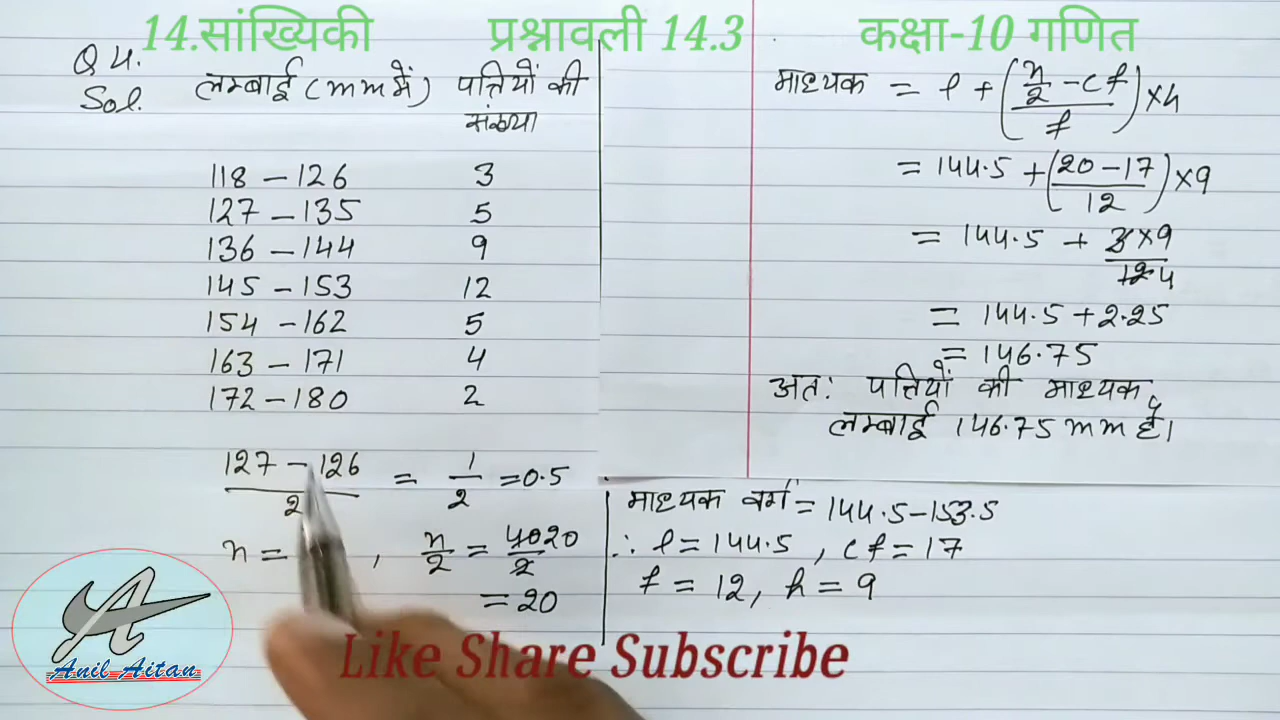 14.सांख्यिकी प्रश्नावली 14.3 कक्षा-10 गणित
Q 4.
Sol. लम्बाई (mm में) पत्तियों की
संख्या
118 – 126 3
127 – 135 5
136 – 144 9
145 – 153 12
154 – 162 5
163 – 171 4
172 – 180 2
127 – 126 / 2 = 1/2 = 0.5
n = , n/2 = 40 20 / 2
= 20
माध्यक = l + (n/2 – cf / f) × h
= 144.5 + (20 – 17 / 12) × 9
= 144.5 + 3 × 9 / 12 4
= 144.5 + 2.25
= 146.75
अतः पत्तियों की माध्यक
लम्बाई 146.75 mm है।
माध्यक वर्ग = 144.5 – 153.5
∴ l = 144.5 , cf = 17
f = 12, h = 9
Like Share Subscribe
Anil Aitan